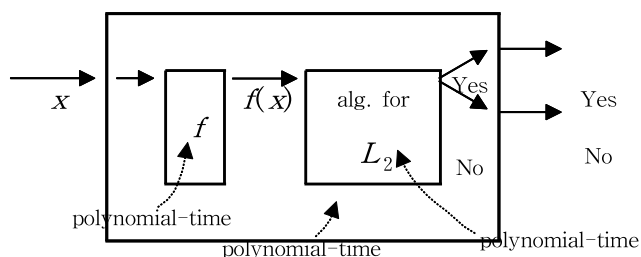 x
f
f(x)
alg. for
L₂
Yes
No
Yes
No
polynomial-time
polynomial-time
polynomial-time